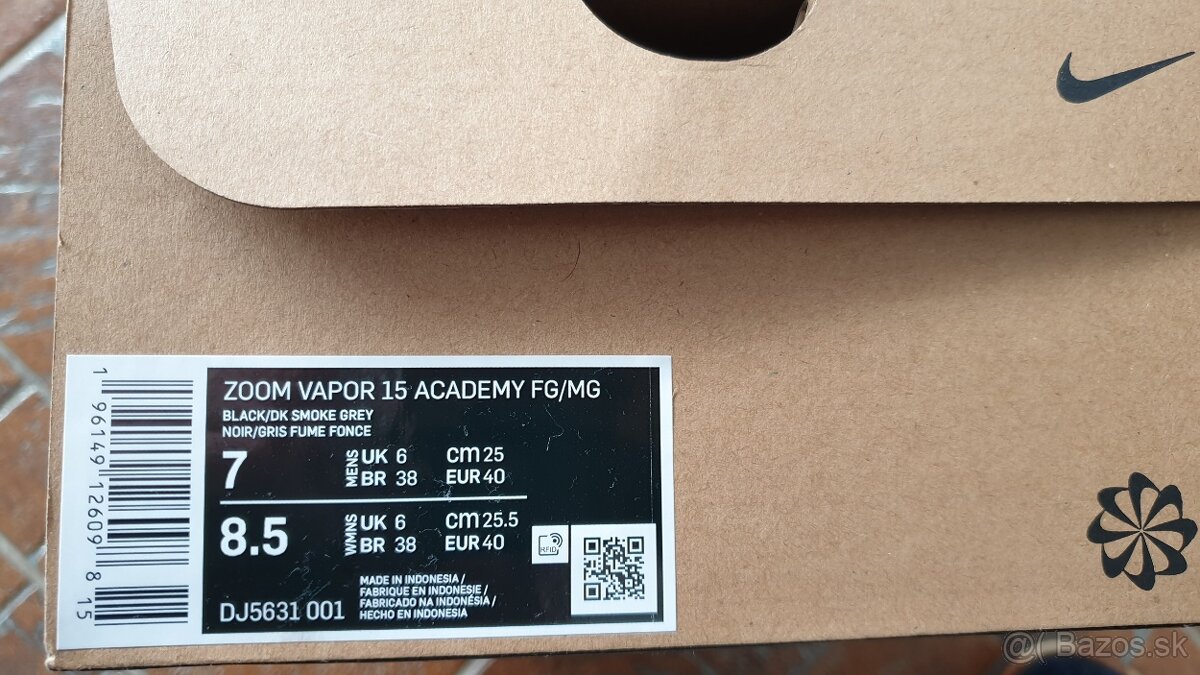 ZOOM VAPOR 15 ACADEMY FG/MG
BLACK/DK SMOKE GREY
NOIR/GRIS FUME FONCE
7 MENS UK 6 CM 25
BR 38 EUR 40
8.5 WMNS UK 6 CM 25.5
BR 38 EUR 40
RFID
MADE IN INDONESIA /
FABRIQUE EN INDONESIE /
FABRICADO NA INDONÉSIA /
HECHO EN INDONESIA
DJ5631 001
1 96149 12609 8 15
@( Bazos.sk